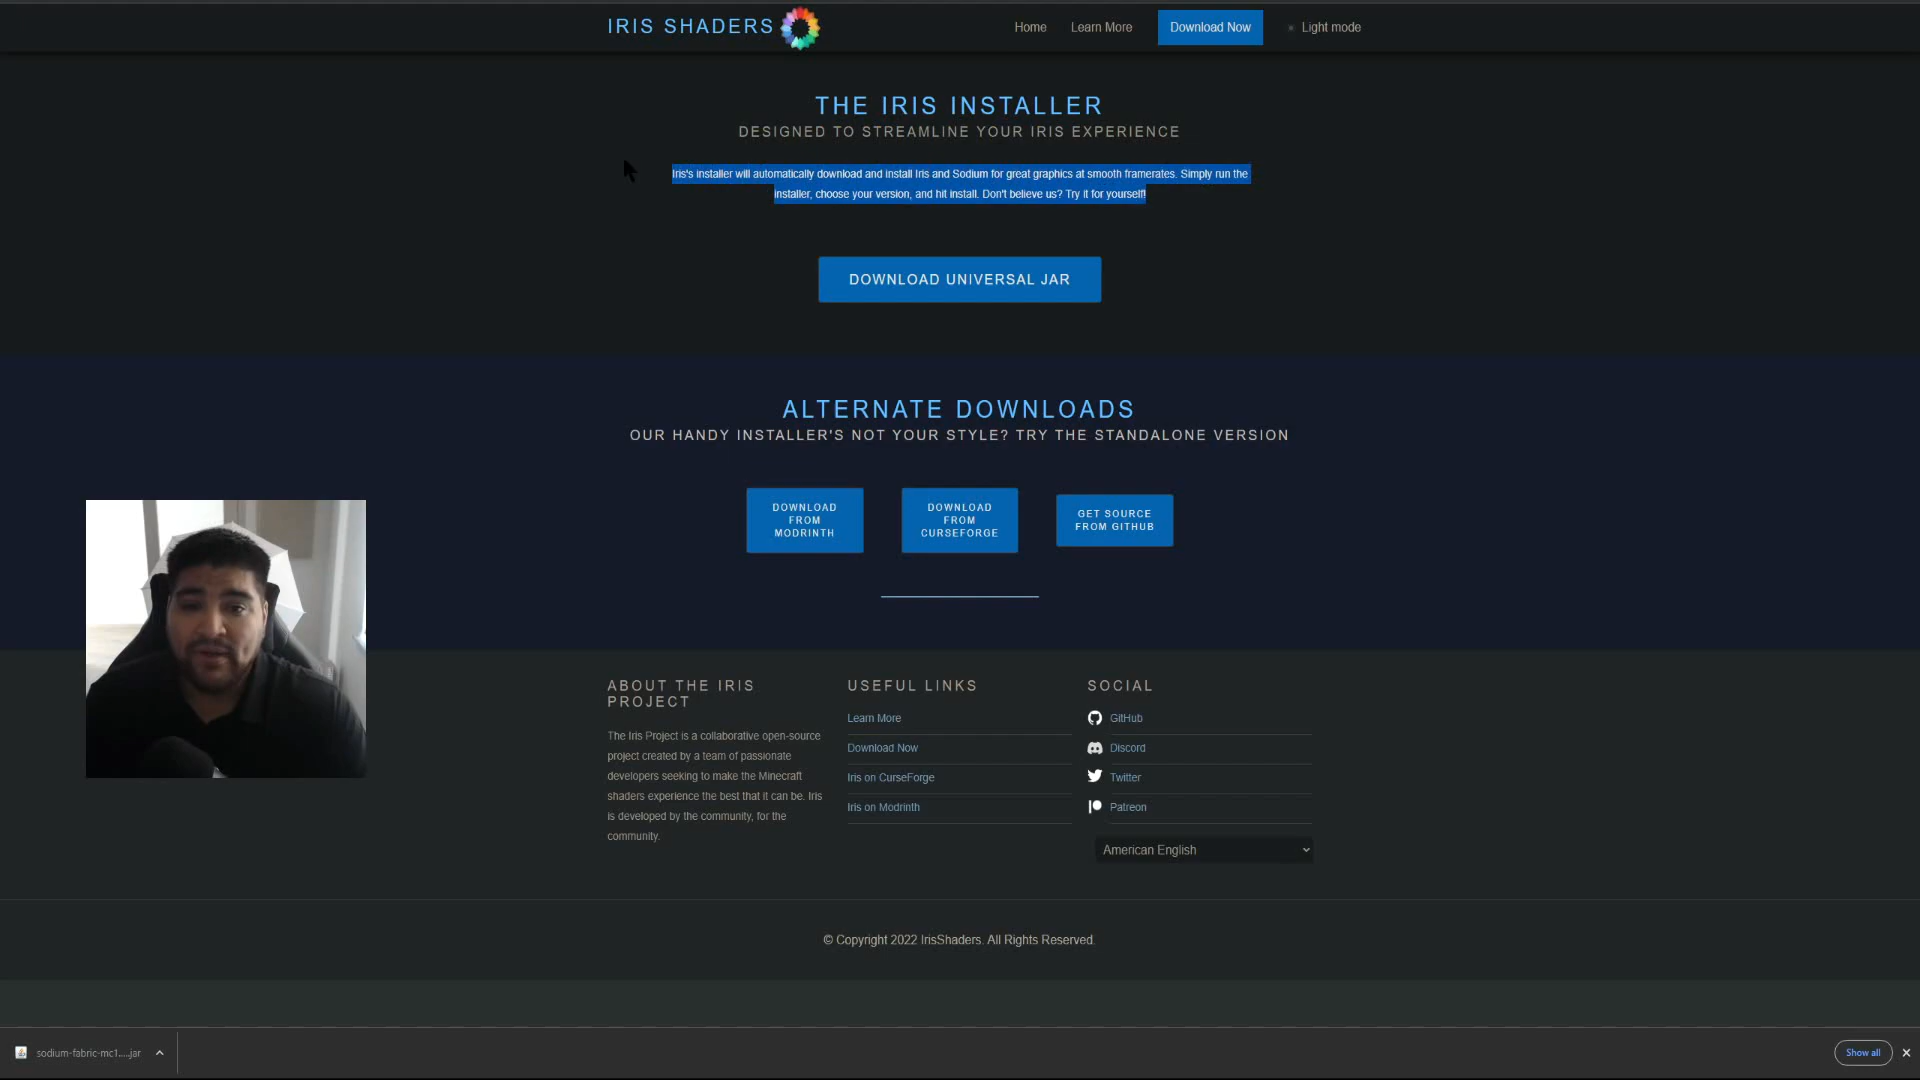 IRIS SHADERS
Home
Learn More
Download Now
Light mode
THE IRIS INSTALLER
DESIGNED TO STREAMLINE YOUR IRIS EXPERIENCE
Iris's installer will automatically download and install Iris and Sodium for great graphics at smooth framerates. Simply run the
installer, choose your version, and hit install. Don't believe us? Try it for yourself!
DOWNLOAD UNIVERSAL JAR
ALTERNATE DOWNLOADS
OUR HANDY INSTALLER'S NOT YOUR STYLE? TRY THE STANDALONE VERSION
DOWNLOAD
FROM
MODRINTH
DOWNLOAD
FROM
CURSEFORGE
GET SOURCE
FROM GITHUB
ABOUT THE IRIS
PROJECT
The Iris Project is a collaborative open-source
project created by a team of passionate
developers seeking to make the Minecraft
shaders experience the best that it can be. Iris
is developed by the community, for the
community.
USEFUL LINKS
Learn More
Download Now
Iris on CurseForge
Iris on Modrinth
SOCIAL
GitHub
Discord
Twitter
Patreon
American English
© Copyright 2022 IrisShaders. All Rights Reserved.
sodium-fabric-mc1....jar
Show all